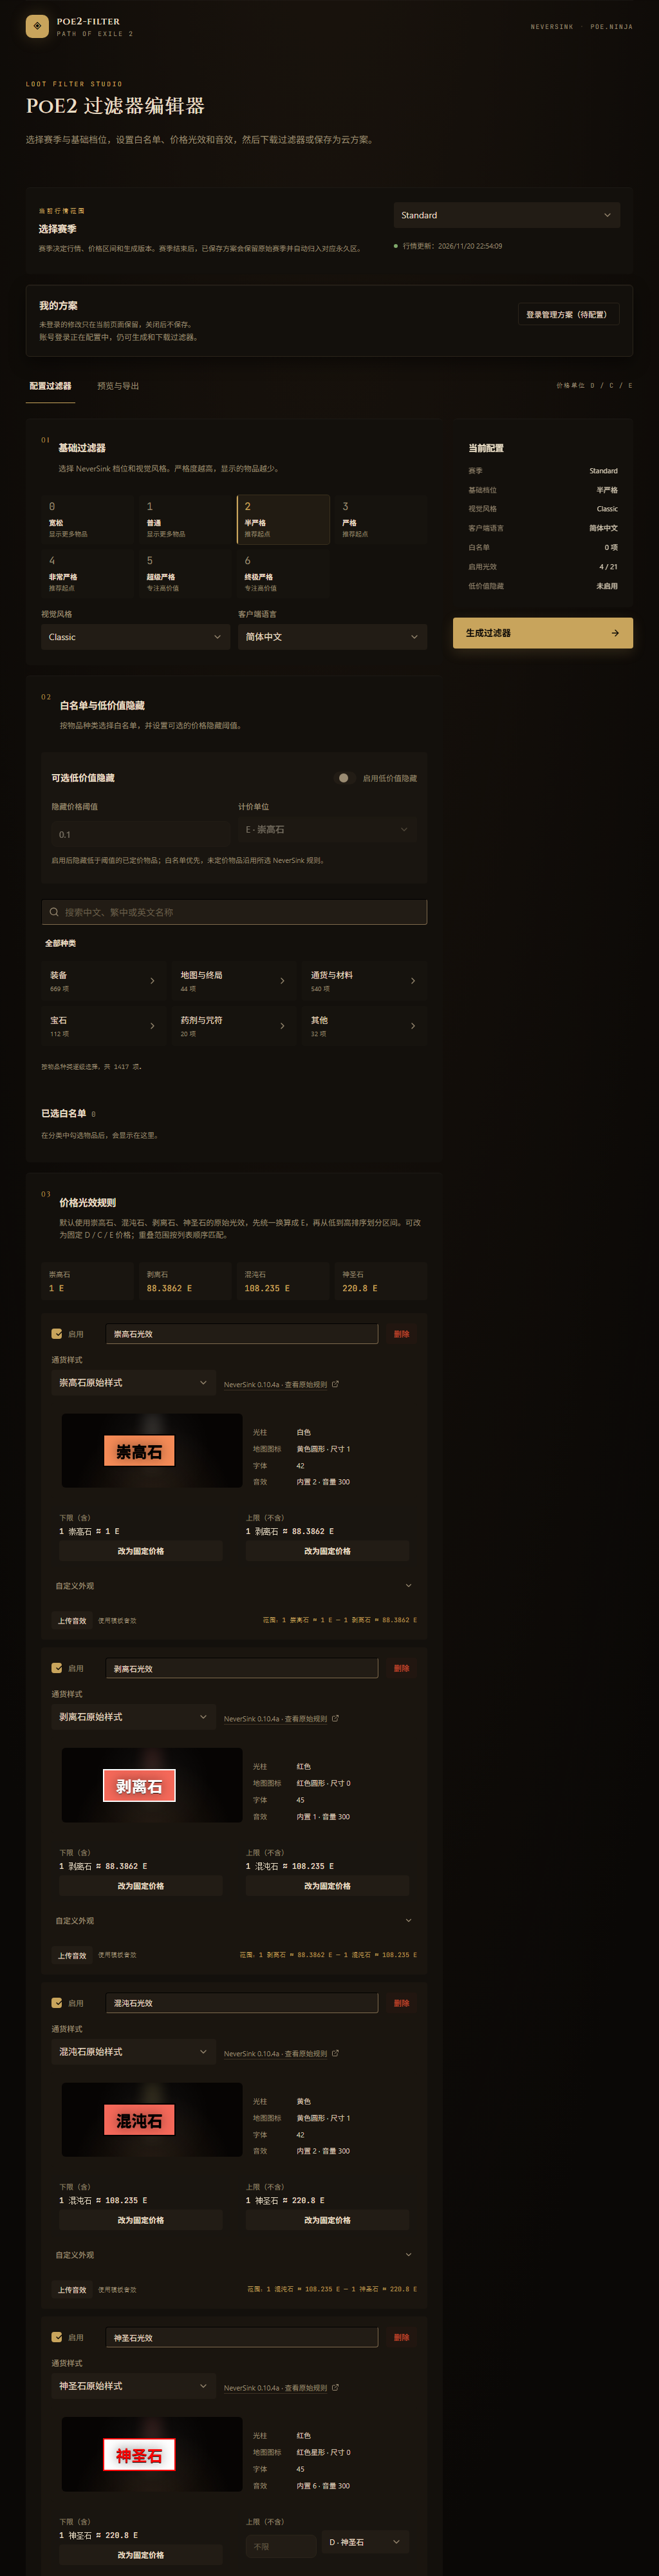 POE2-FILTER
PATH OF EXILE 2
NEVERSINK · POE.NINJA
LOOT FILTER STUDIO
POE2 过滤器编辑器
选择赛季与基础档位，设置白名单、价格光效和音效，然后下载过滤器或保存为云方案。
当前行情范围
选择赛季
赛季决定行情、价格区间和生成版本。赛季结束后，已保存方案会保留原始赛季并自动归入对应永久区。
Standard
行情更新：2026/11/20 22:54:09
我的方案
未登录的修改只在当前页面保留，关闭后不保存。
账号登录正在配置中，仍可生成和下载过滤器。
登录管理方案（待配置）
配置过滤器
预览与导出
价格单位 D / C / E
01
基础过滤器
选择 NeverSink 档位和视觉风格。严格度越高，显示的物品越少。
0
宽松
显示更多物品
1
普通
显示更多物品
2
半严格
推荐起点
3
严格
推荐起点
4
非常严格
推荐起点
5
超级严格
专注高价值
6
终极严格
专注高价值
视觉风格
Classic
客户端语言
简体中文
当前配置
赛季 Standard
基础档位 半严格
视觉风格 Classic
客户端语言 简体中文
白名单 0 项
启用光效 4 / 21
低价值隐藏 未启用
生成过滤器
02
白名单与低价值隐藏
按物品种类选择白名单，并设置可选的价格隐藏阈值。
可选低价值隐藏
启用低价值隐藏
隐藏价格阈值
0.1
计价单位
E · 崇高石
启用后隐藏低于阈值的已定价物品；白名单优先，未定价物品沿用所选 NeverSink 规则。
搜索中文、繁中或英文名称
全部种类
装备
669 项
地图与终局
44 项
通货与材料
540 项
宝石
112 项
药剂与咒符
20 项
其他
32 项
按物品种类逐级选择，共 1417 项。
已选白名单 0
在分类中勾选物品后，会显示在这里。
03
价格光效规则
默认使用崇高石、混沌石、剥离石、神圣石的原始光效，先统一换算成 E，再从低到高排序划分区间。可改
为固定 D / C / E 价格；重叠范围按列表顺序匹配。
崇高石
1 E
剥离石
88.3862 E
混沌石
108.235 E
神圣石
220.8 E
启用
崇高石光效
删除
通货样式
崇高石原始样式
NeverSink 0.10.4a · 查看原始规则
崇高石
光柱 白色
地图图标 黄色圆形 · 尺寸 1
字体 42
音效 内置 2 · 音量 300
下限（含）
1 崇高石 ≈ 1 E
改为固定价格
上限（不含）
1 剥离石 ≈ 88.3862 E
改为固定价格
自定义外观
上传音效
使用模板音效
范围：1 崇高石 ≈ 1 E — 1 剥离石 ≈ 88.3862 E
启用
剥离石光效
删除
通货样式
剥离石原始样式
NeverSink 0.10.4a · 查看原始规则
剥离石
光柱 红色
地图图标 红色圆形 · 尺寸 0
字体 45
音效 内置 1 · 音量 300
下限（含）
1 剥离石 ≈ 88.3862 E
改为固定价格
上限（不含）
1 混沌石 ≈ 108.235 E
改为固定价格
自定义外观
上传音效
使用模板音效
范围：1 剥离石 ≈ 88.3862 E — 1 混沌石 ≈ 108.235 E
启用
混沌石光效
删除
通货样式
混沌石原始样式
NeverSink 0.10.4a · 查看原始规则
混沌石
光柱 黄色
地图图标 黄色圆形 · 尺寸 1
字体 42
音效 内置 2 · 音量 300
下限（含）
1 混沌石 ≈ 108.235 E
改为固定价格
上限（不含）
1 神圣石 ≈ 220.8 E
改为固定价格
自定义外观
上传音效
使用模板音效
范围：1 混沌石 ≈ 108.235 E — 1 神圣石 ≈ 220.8 E
启用
神圣石光效
删除
通货样式
神圣石原始样式
NeverSink 0.10.4a · 查看原始规则
神圣石
光柱 红色
地图图标 红色星形 · 尺寸 0
字体 45
音效 内置 6 · 音量 300
下限（含）
1 神圣石 ≈ 220.8 E
改为固定价格
上限（不含）
不限
D · 神圣石